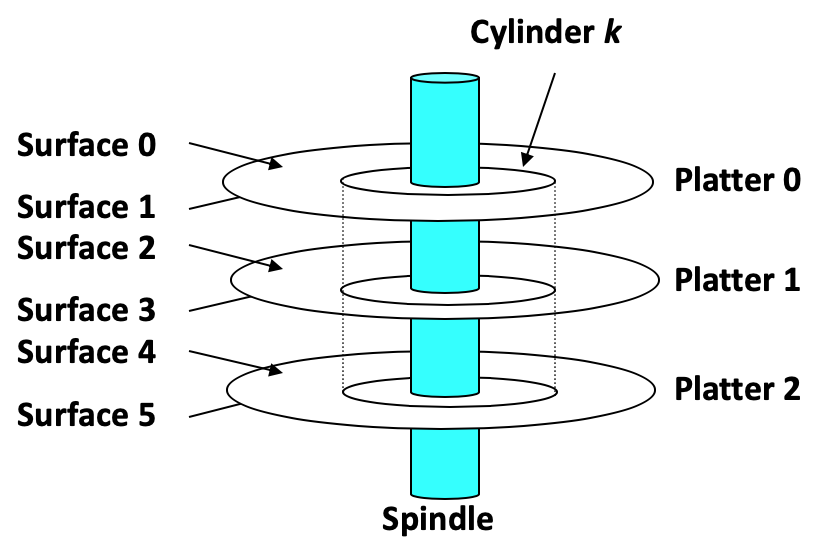 Cylinder k
Surface 0
Platter 0
Surface 1
Surface 2
Platter 1
Surface 3
Surface 4
Platter 2
Surface 5
Spindle